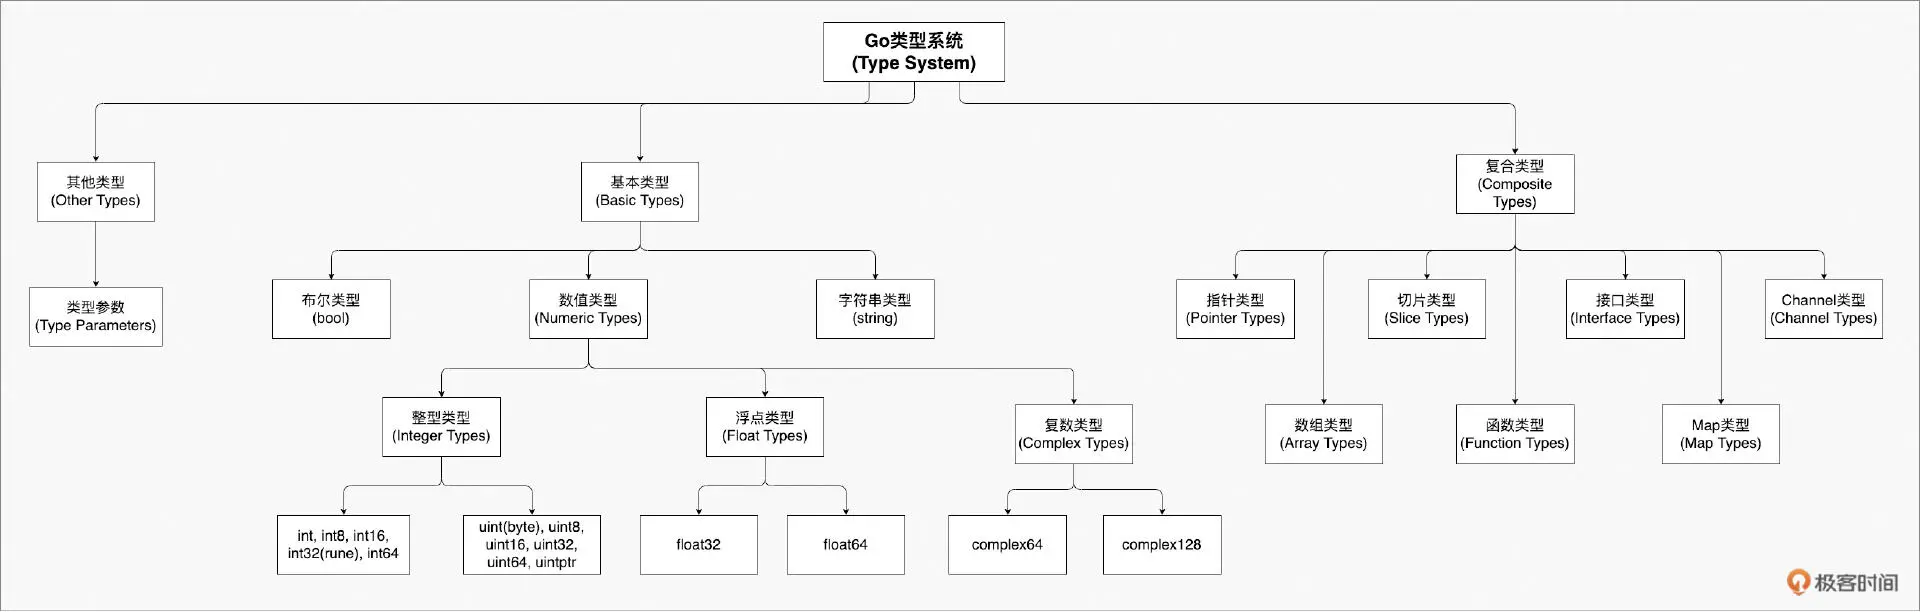 Go类型系统
(Type System)
其他类型
(Other Types)
基本类型
(Basic Types)
复合类型
(Composite
Types)
类型参数
(Type Parameters)
布尔类型
(bool)
数值类型
(Numeric Types)
字符串类型
(string)
指针类型
(Pointer Types)
切片类型
(Slice Types)
接口类型
(Interface Types)
Channel类型
(Channel Types)
整型类型
(Integer Types)
浮点类型
(Float Types)
复数类型
(Complex Types)
数组类型
(Array Types)
函数类型
(Function Types)
Map类型
(Map Types)
int, int8, int16,
int32(rune), int64
uint(byte), uint8,
uint16, uint32,
uint64, uintptr
float32
float64
complex64
complex128
极客时间